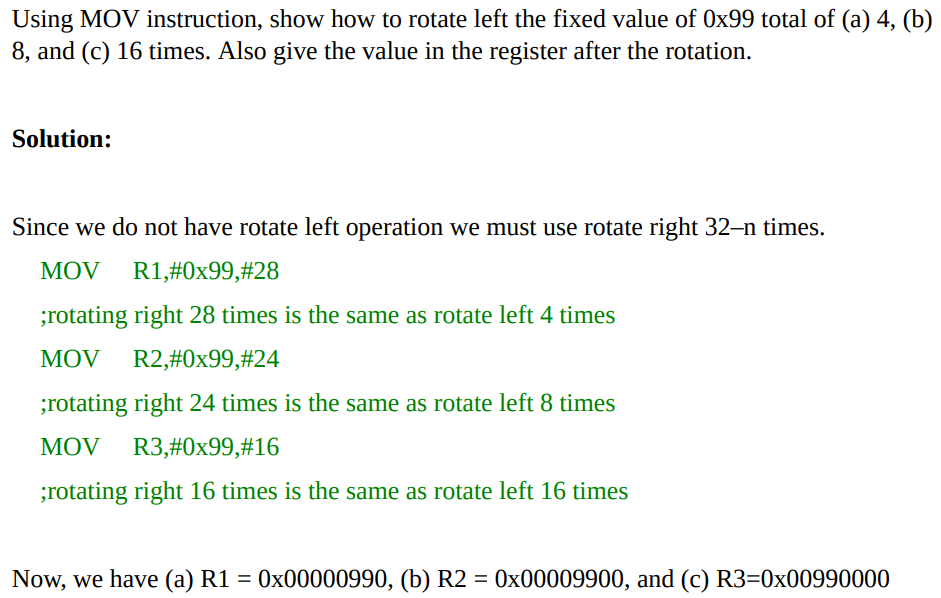 Using MOV instruction, show how to rotate left the fixed value of 0x99 total of (a) 4, (b)
8, and (c) 16 times. Also give the value in the register after the rotation.
Solution:
Since we do not have rotate left operation we must use rotate right 32–n times.
MOV R1,#0x99,#28
;rotating right 28 times is the same as rotate left 4 times
MOV R2,#0x99,#24
;rotating right 24 times is the same as rotate left 8 times
MOV R3,#0x99,#16
;rotating right 16 times is the same as rotate left 16 times
Now, we have (a) R1 = 0x00000990, (b) R2 = 0x00009900, and (c) R3=0x00990000